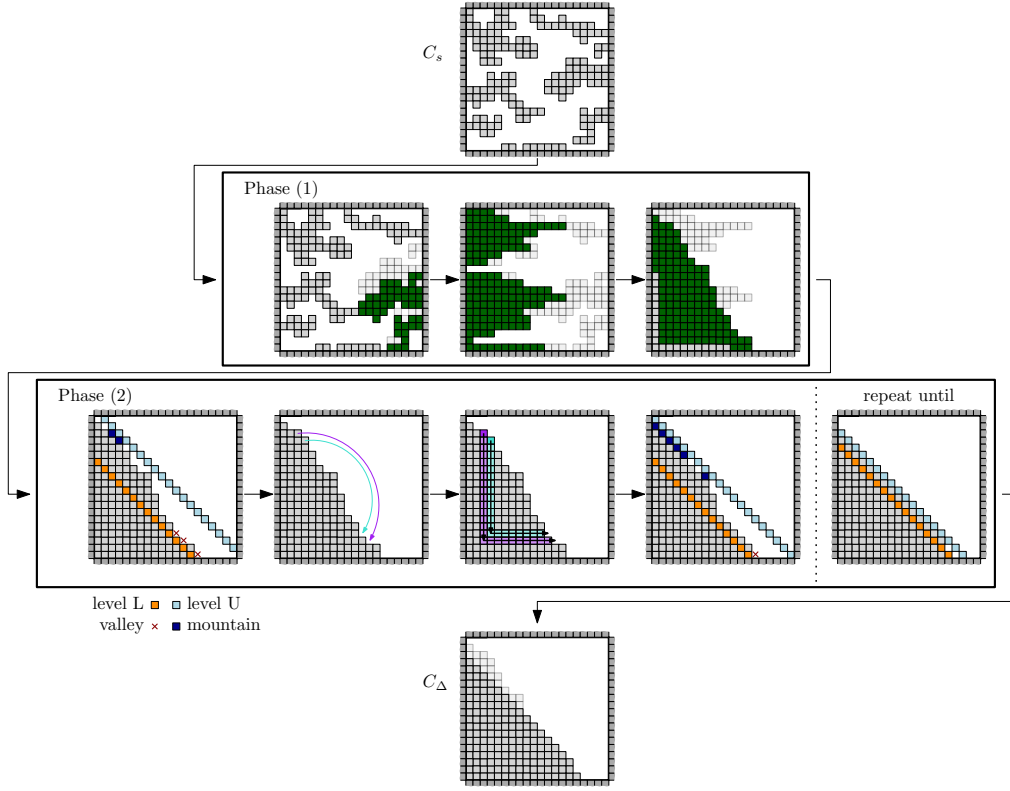 C_s
Phase (1)
Phase (2)
repeat until
level L level U
valley mountain
C_Δ